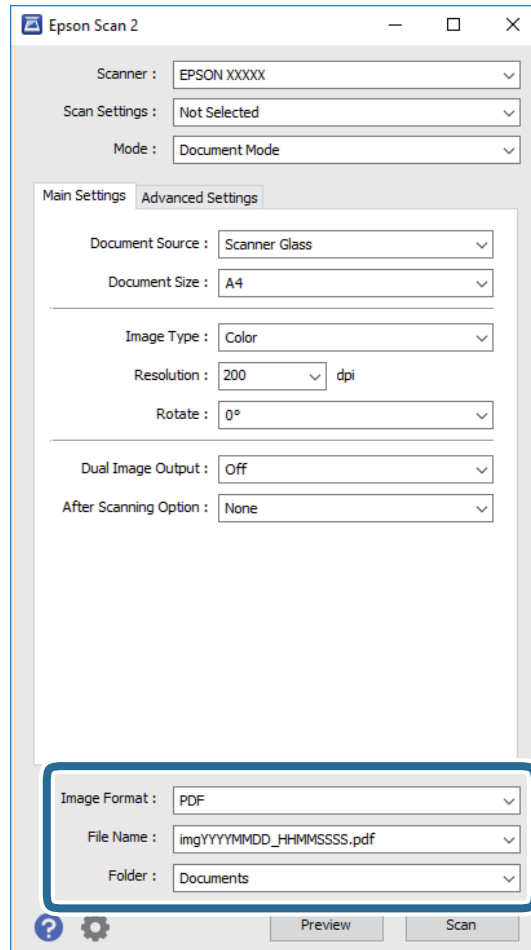 Epson Scan 2
Scanner : EPSON XXXXX
Scan Settings : Not Selected
Mode : Document Mode
Main Settings Advanced Settings
Document Source : Scanner Glass
Document Size : A4
Image Type : Color
Resolution : 200 dpi
Rotate : 0°
Dual Image Output : Off
After Scanning Option : None
Image Format : PDF
File Name : imgYYYYMMDD_HHMMSSSS.pdf
Folder : Documents
? Preview Scan